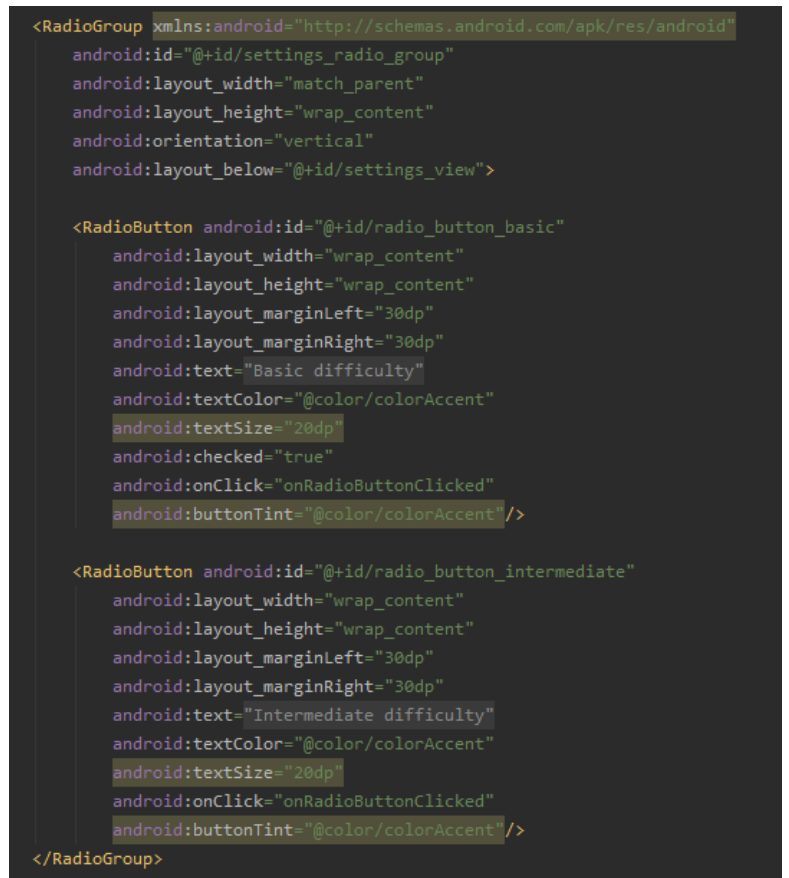 <RadioGroup xmlns:android="http://schemas.android.com/apk/res/android"
    android:id="@+id/settings_radio_group"
    android:layout_width="match_parent"
    android:layout_height="wrap_content"
    android:orientation="vertical"
    android:layout_below="@+id/settings_view">

    <RadioButton android:id="@+id/radio_button_basic"
        android:layout_width="wrap_content"
        android:layout_height="wrap_content"
        android:layout_marginLeft="30dp"
        android:layout_marginRight="30dp"
        android:text="Basic difficulty"
        android:textColor="@color/colorAccent"
        android:textSize="20dp"
        android:checked="true"
        android:onClick="onRadioButtonClicked"
        android:buttonTint="@color/colorAccent"/>

    <RadioButton android:id="@+id/radio_button_intermediate"
        android:layout_width="wrap_content"
        android:layout_height="wrap_content"
        android:layout_marginLeft="30dp"
        android:layout_marginRight="30dp"
        android:text="Intermediate difficulty"
        android:textColor="@color/colorAccent"
        android:textSize="20dp"
        android:onClick="onRadioButtonClicked"
        android:buttonTint="@color/colorAccent"/>
</RadioGroup>